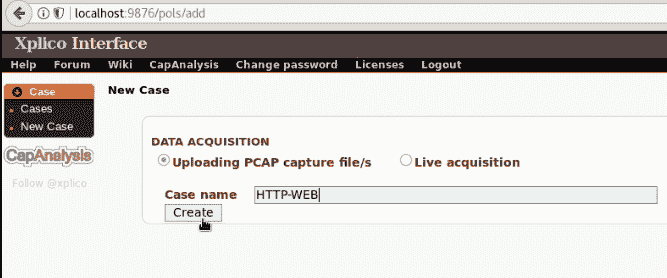 localhost:9876/pols/add
Xplico Interface
Help Forum Wiki CapAnalysis Change password Licenses Logout
Case
Cases
New Case
CapAnalysis
Follow @xplico
New Case
DATA ACQUISITION
Uploading PCAP capture file/s Live acquisition
Case name HTTP-WEB
Create